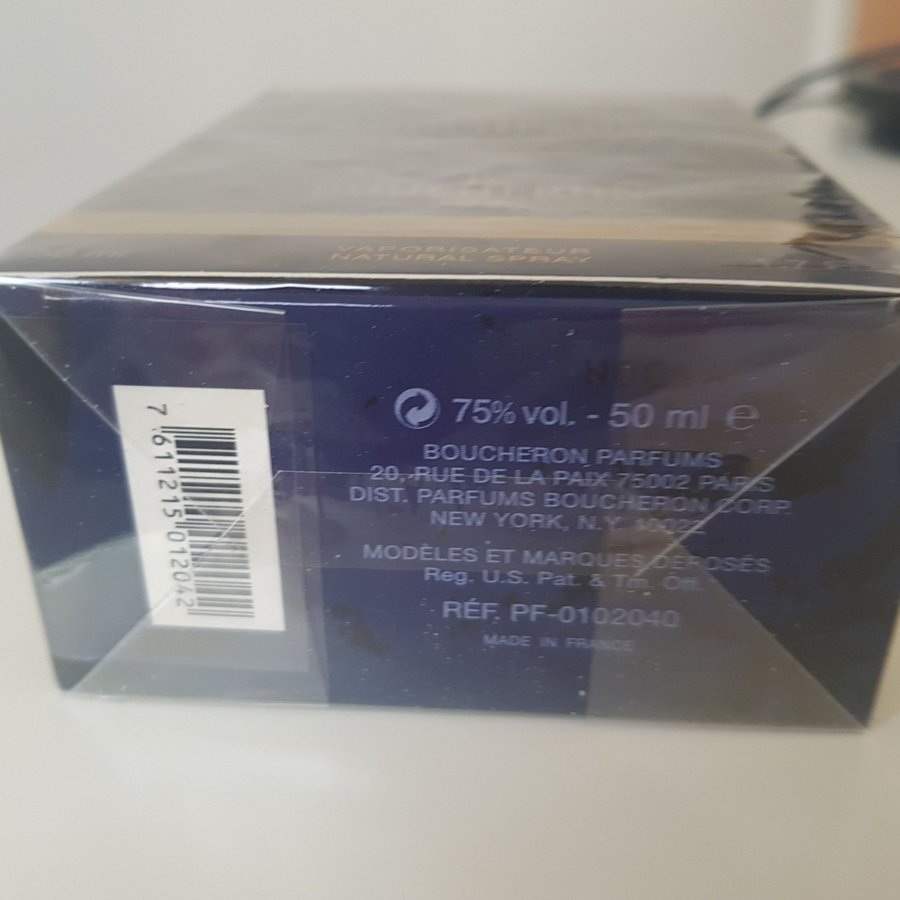 VAPORISATEUR
NATURAL SPRAY
75% vol. - 50 ml ℮
BOUCHERON PARFUMS
20, RUE DE LA PAIX 75002 PARIS
DIST. PARFUMS BOUCHERON CORP.
NEW YORK, N.Y. 10022
MODÈLES ET MARQUES DÉPOSÉS
Reg. U.S. Pat. & Tm. Off.
RÉF. PF-0102040
MADE IN FRANCE
7 611215 012042